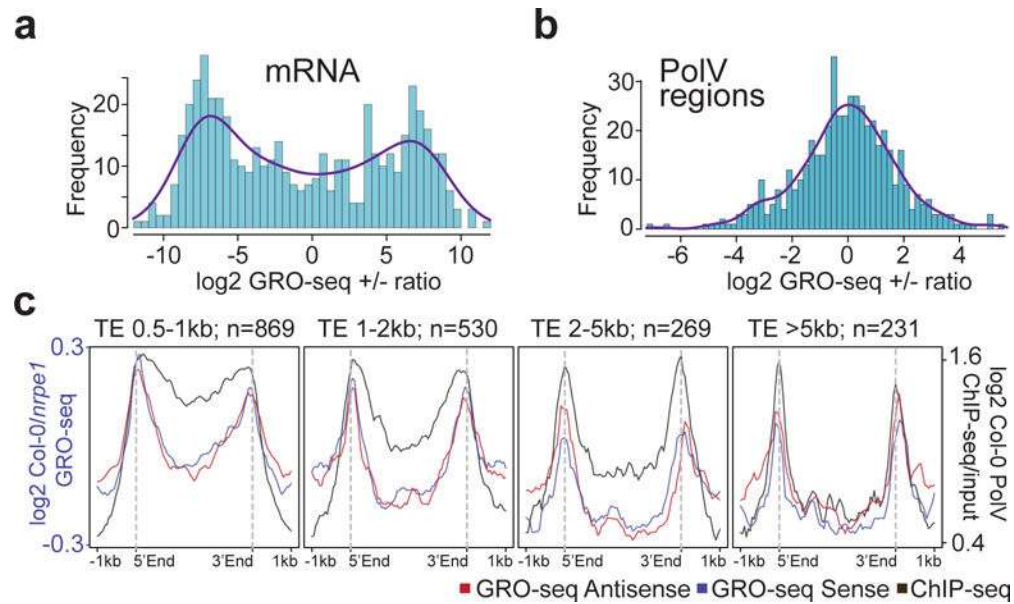 a
mRNA
Frequency
20
10
0
-10 -5 0 5 10
log2 GRO-seq +/- ratio
b
PolV
regions
Frequency
30
20
10
0
-6 -4 -2 0 2 4
log2 GRO-seq +/- ratio
c
TE 0.5-1kb; n=869
TE 1-2kb; n=530
TE 2-5kb; n=269
TE >5kb; n=231
0.3
log2 Col-0/nrpe1
GRO-seq
-0.3
1.6
log2 Col-0 PolV
ChIP-seq/input
0.4
-1kb 5'End 3'End 1kb
-1kb 5'End 3'End 1kb
-1kb 5'End 3'End 1kb
-1kb 5'End 3'End 1kb
GRO-seq Antisense GRO-seq Sense ChIP-seq